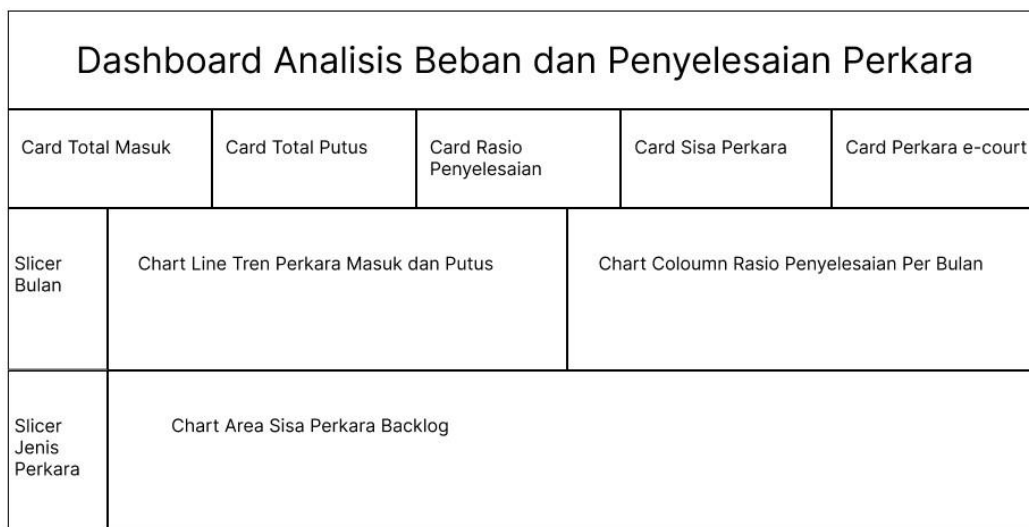 Dashboard Analisis Beban dan Penyelesaian Perkara
Card Total Masuk
Card Total Putus
Card Rasio
Penyelesaian
Card Sisa Perkara
Card Perkara e-court
Slicer
Bulan
Chart Line Tren Perkara Masuk dan Putus
Chart Coloumn Rasio Penyelesaian Per Bulan
Slicer
Jenis
Perkara
Chart Area Sisa Perkara Backlog